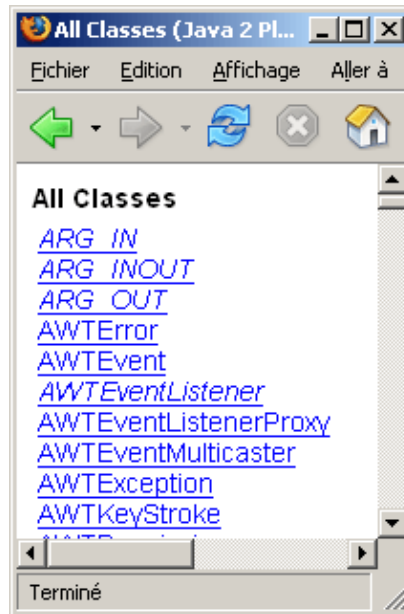 All Classes (Java 2 Pl...
Fichier Edition Affichage Aller à
All Classes
ARG_IN
ARG_INOUT
ARG_OUT
AWTError
AWTEvent
AWTEventListener
AWTEventListenerProxy
AWTEventMulticaster
AWTException
AWTKeyStroke
Terminé